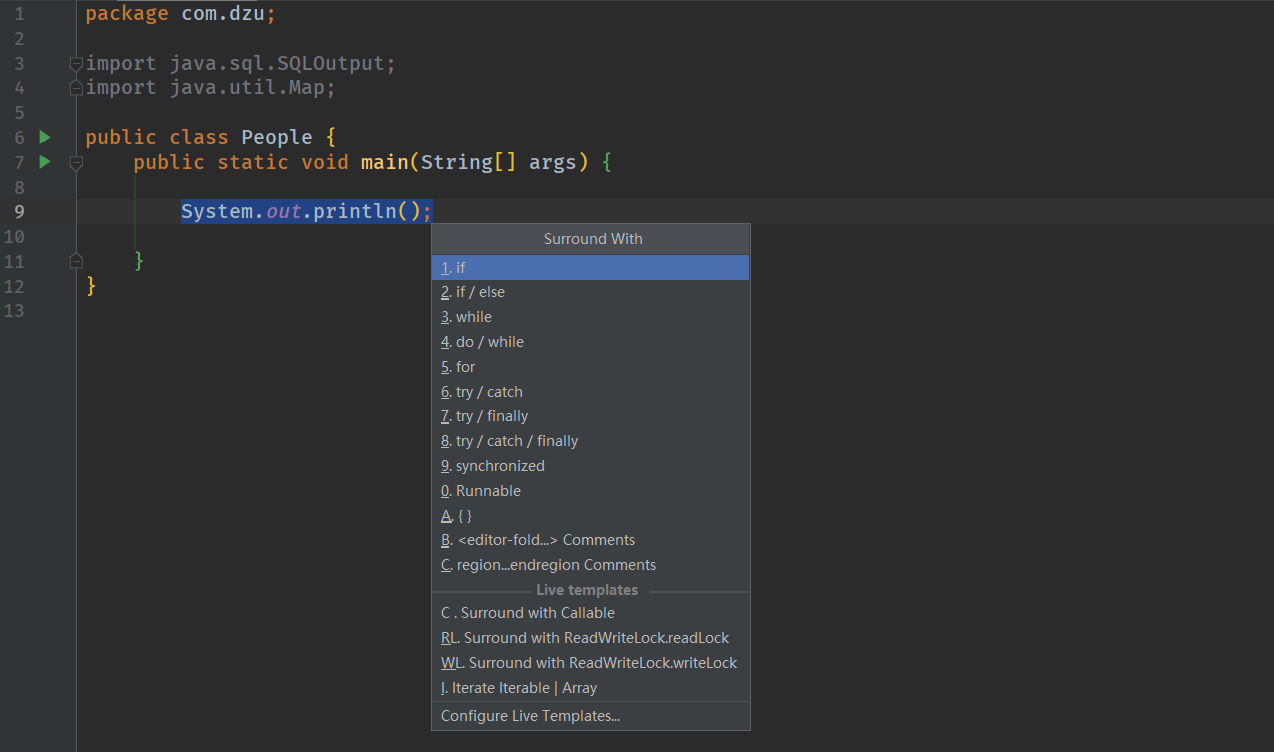 1 package com.dzu;
2
3 import java.sql.SQLOutput;
4 import java.util.Map;
5
6 public class People {
7 public static void main(String[] args) {
8
9 System.out.println();
10
11 }
12 }
13
Surround With
1. if
2. if / else
3. while
4. do / while
5. for
6. try / catch
7. try / finally
8. try / catch / finally
9. synchronized
0. Runnable
A. { }
B. <editor-fold...> Comments
C. region...endregion Comments
Live templates
C . Surround with Callable
RL. Surround with ReadWriteLock.readLock
WL. Surround with ReadWriteLock.writeLock
I. Iterate Iterable | Array
Configure Live Templates...